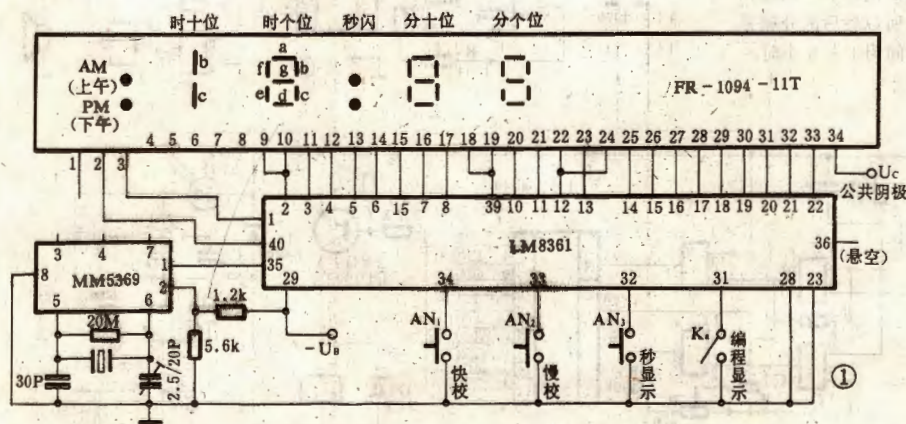 时十位 时个位 秒闪 分十位 分个位
a
AM
(上午)
b
f g b
PM
(下午)
c
e d c
FR-1094-11T
1 2 3 4 5 6 7 8 9 10 11 12 13 14 15 16 17 18 19 20 21 22 23 24 25 26 27 28 29 30 31 32 33 34
Uc
公共阴极
2 3 4 5 6 15 7 8 39 10 11 12 13 14 15 16 17 18 19 20 21 22
1
40
35
LM8361
36
(悬空)
29 34 33 32 31 28 23
3 4 7
8 MM5369 1
2
5 6
1.2k
20M
5.6k
-UB
30P
2.5/20P
AN₁
快校
AN₂
慢校
AN₃
秒显示
K₄
编程显示
①